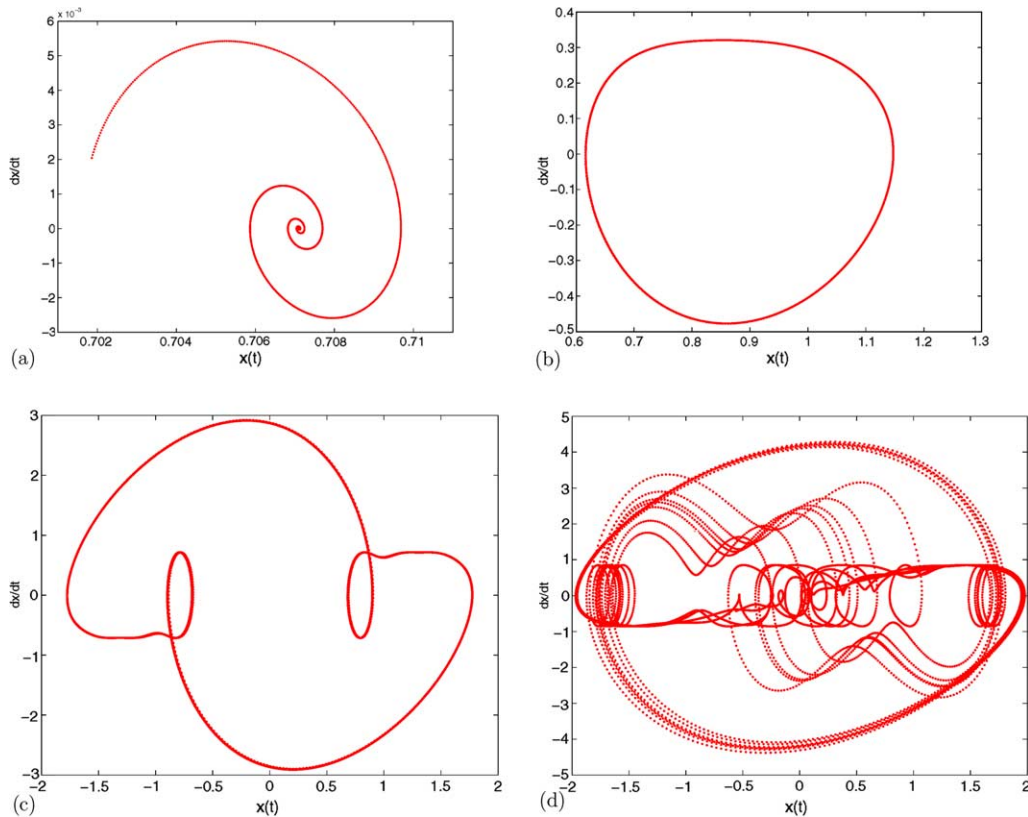 x 10⁻³
6
5
4
3
2
1
0
−1
−2
−3
dx/dt
0.702 0.704 0.706 0.708 0.71
x(t)
(a)
0.4
0.3
0.2
0.1
0
−0.1
−0.2
−0.3
−0.4
−0.5
dx/dt
0.6 0.7 0.8 0.9 1 1.1 1.2 1.3
x(t)
(b)
3
2
1
0
−1
−2
−3
dx/dt
−2 −1.5 −1 −0.5 0 0.5 1 1.5 2
x(t)
(c)
5
4
3
2
1
0
−1
−2
−3
−4
−5
dx/dt
−2 −1.5 −1 −0.5 0 0.5 1 1.5 2
x(t)
(d)